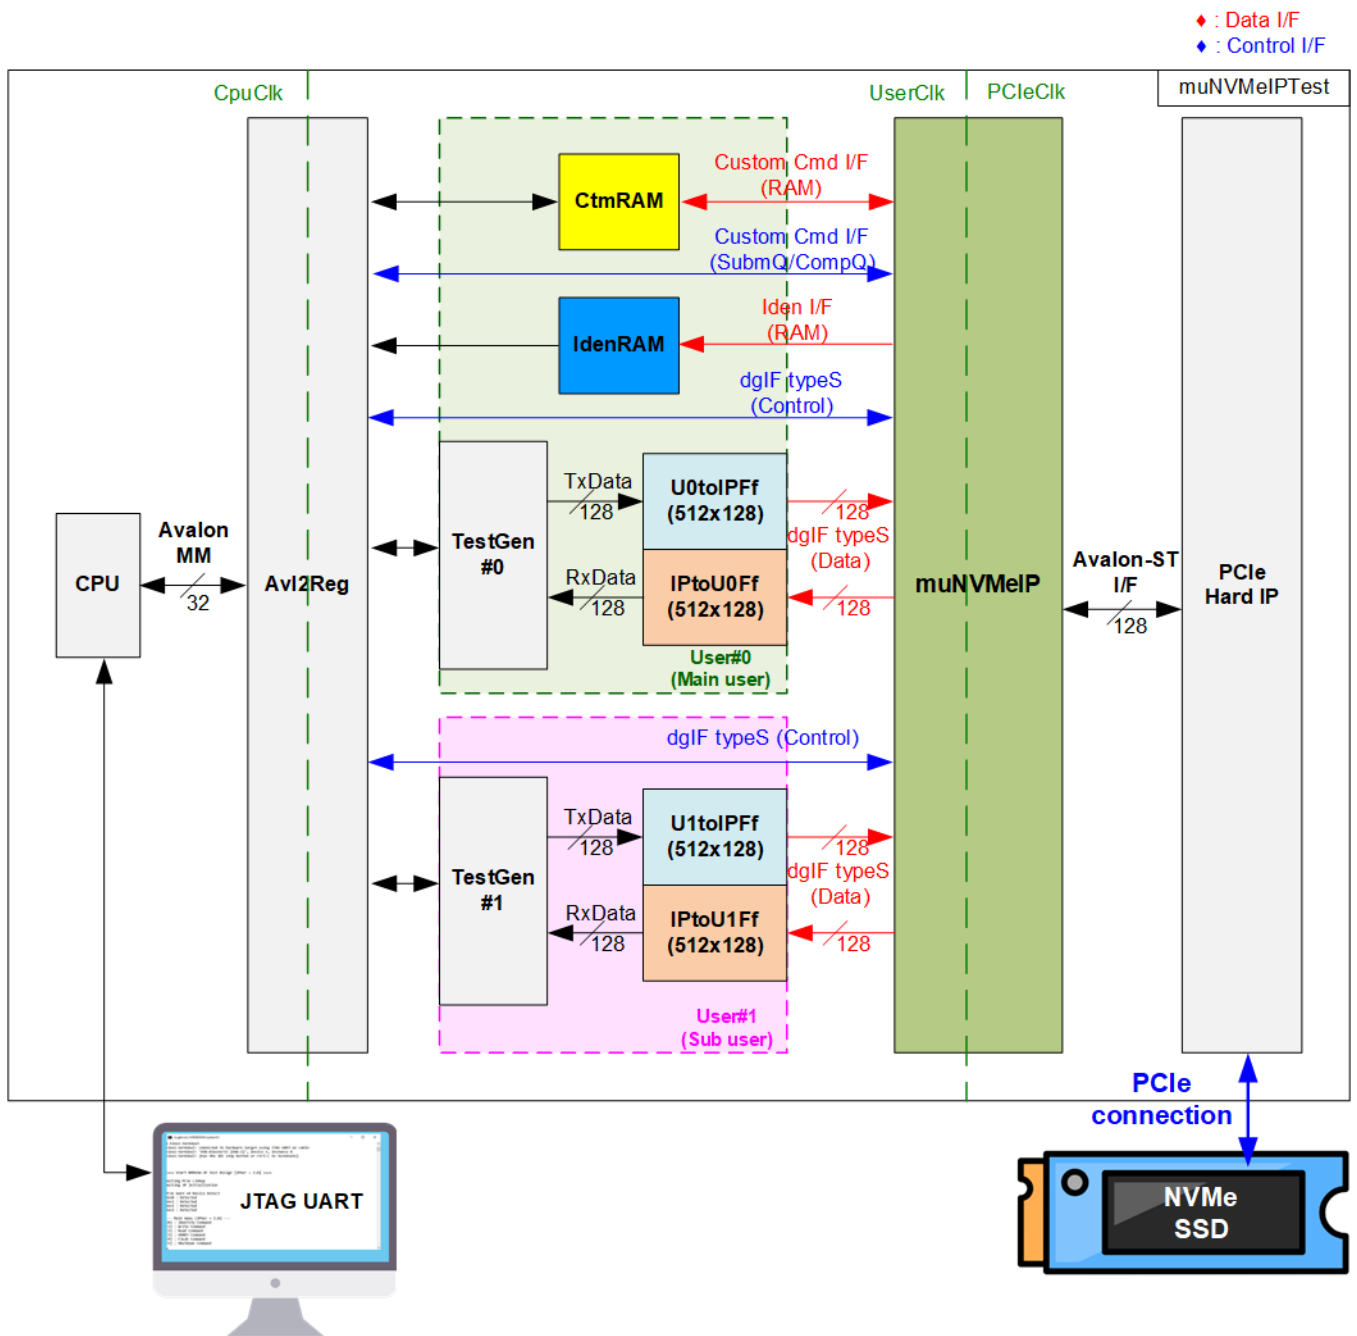 ♦ : Data I/F
♦ : Control I/F
muNVMeIPTest
CpuClk
UserClk
PCIeClk
Custom Cmd I/F
(RAM)
CtmRAM
Custom Cmd I/F
(SubmQ/CompQ)
Iden I/F
(RAM)
IdenRAM
dgIF typeS
(Control)
TxData
128
U0toIPFf
(512x128)
128
TestGen
#0
dgIF typeS
(Data)
RxData
128
IPtoU0Ff
(512x128)
128
User#0
(Main user)
CPU
Avalon
MM
32
Avl2Reg
muNVMeIP
Avalon-ST
I/F
128
PCIe
Hard IP
dgIF typeS (Control)
TxData
128
U1toIPFf
(512x128)
128
TestGen
#1
dgIF typeS
(Data)
RxData
128
IPtoU1Ff
(512x128)
128
User#1
(Sub user)
PCIe
connection
JTAG UART
NVMe
SSD